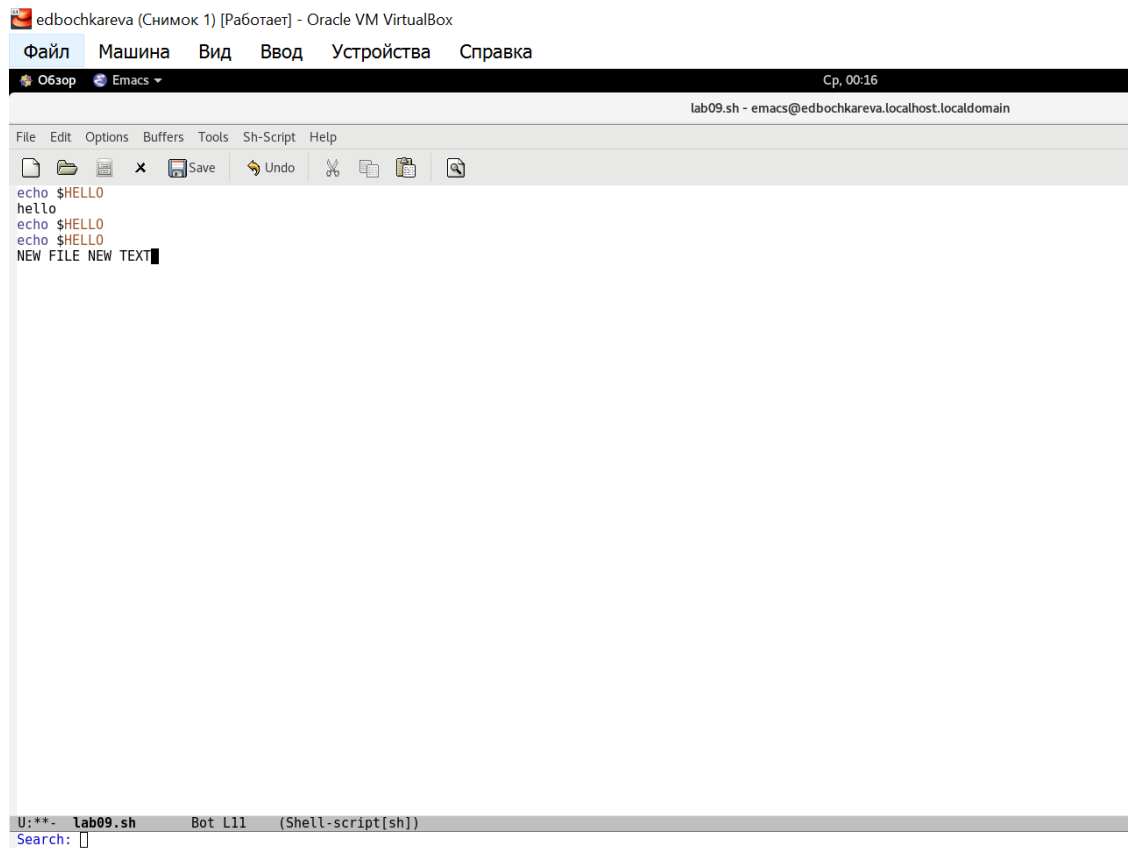 edbochkareva (Снимок 1) [Работает] - Oracle VM VirtualBox
Файл Машина Вид Ввод Устройства Справка
Обзор Emacs Ср, 00:16
lab09.sh - emacs@edbochkareva.localhost.localdomain
File Edit Options Buffers Tools Sh-Script Help
Save Undo
echo $HELLO
hello
echo $HELLO
echo $HELLO
NEW FILE NEW TEXT
U:**- lab09.sh Bot L11 (Shell-script[sh])
Search: